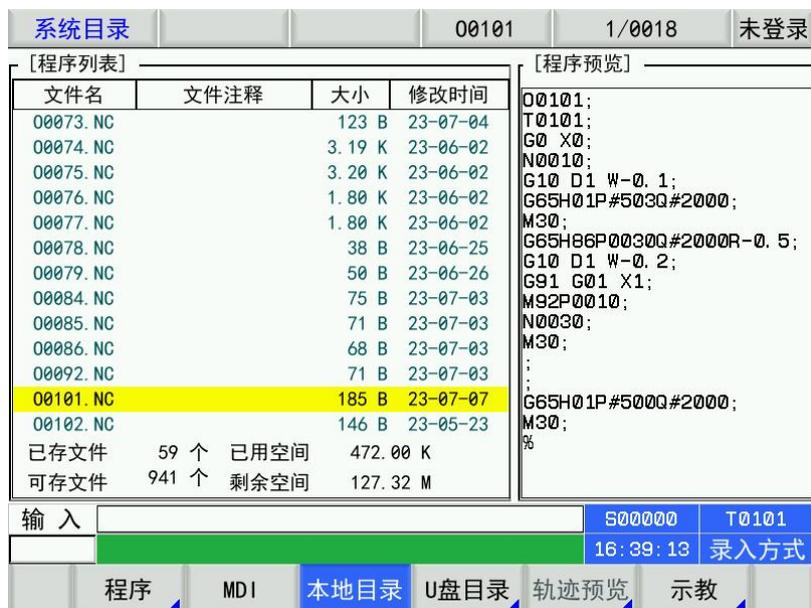 系统目录 O0101 1/0018 未登录
[程序列表]
文件名 文件注释 大小 修改时间
O0073.NC 123 B 23-07-04
O0074.NC 3.19 K 23-06-02
O0075.NC 3.20 K 23-06-02
O0076.NC 1.80 K 23-06-02
O0077.NC 1.80 K 23-06-02
O0078.NC 38 B 23-06-25
O0079.NC 50 B 23-06-26
O0084.NC 75 B 23-07-03
O0085.NC 71 B 23-07-03
O0086.NC 68 B 23-07-03
O0092.NC 71 B 23-07-03
O0101.NC 185 B 23-07-07
O0102.NC 146 B 23-05-23
已存文件 59 个 已用空间 472.00 K
可存文件 941 个 剩余空间 127.32 M
[程序预览]
O0101;
T0101;
G0 X0;
N0010;
G10 D1 W-0.1;
G65H01P#503Q#2000;
M30;
G65H86P0030Q#2000R-0.5;
G10 D1 W-0.2;
G91 G01 X1;
M92P0010;
N0030;
M30;
;
;
G65H01P#500Q#2000;
M30;
%
输入 S00000 T0101
16:39:13 录入方式
程序 MDI 本地目录 U盘目录 轨迹预览 示教